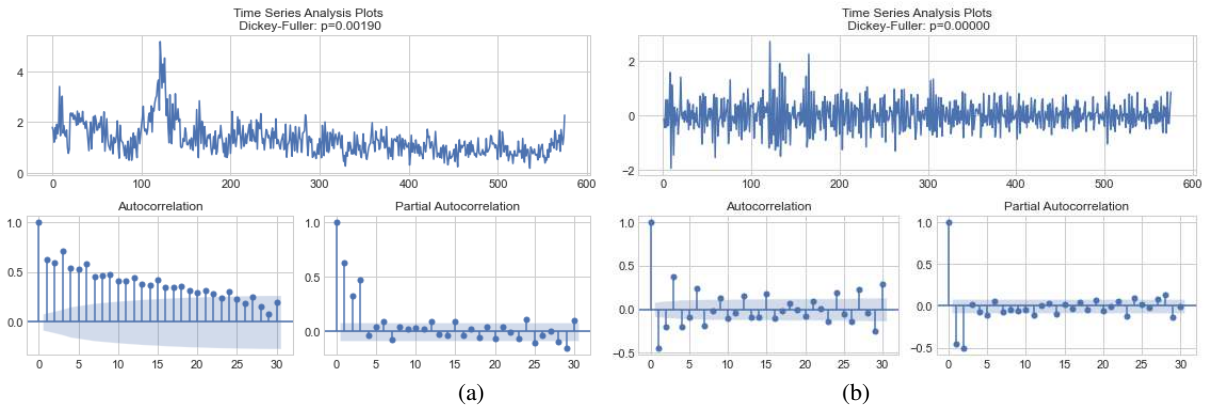 Time Series Analysis Plots
Dickey-Fuller: p=0.00190
4
2
0
0 100 200 300 400 500 600
Autocorrelation
1.0
0.5
0.0
0 5 10 15 20 25 30
Partial Autocorrelation
1.0
0.5
0.0
0 5 10 15 20 25 30
(a)
Time Series Analysis Plots
Dickey-Fuller: p=0.00000
2
0
−2
0 100 200 300 400 500 600
Autocorrelation
1.0
0.5
0.0
−0.5
0 5 10 15 20 25 30
Partial Autocorrelation
1.0
0.5
0.0
−0.5
0 5 10 15 20 25 30
(b)